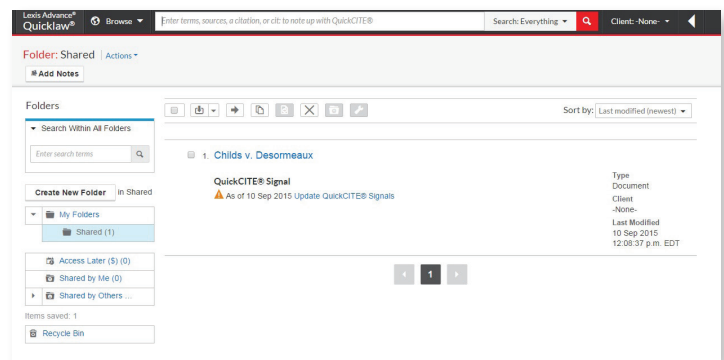 Lexis Advance®
Quicklaw®
Browse
Enter terms, sources, a citation, or cit: to note up with QuickCITE®
Search: Everything
Client: -None-
Folder: Shared | Actions
Add Notes
Folders
Search Within All Folders
Enter search terms
Create New Folder in Shared
My Folders
Shared (1)
Access Later ($) (0)
Shared by Me (0)
Shared by Others ...
Items saved: 1
Recycle Bin
Sort by: Last modified (newest)
1. Childs v. Desormeaux
QuickCITE® Signal
As of 10 Sep 2015 Update QuickCITE® Signals
Type
Document
Client
-None-
Last Modified
10 Sep 2015
12:08:37 p.m. EDT
1